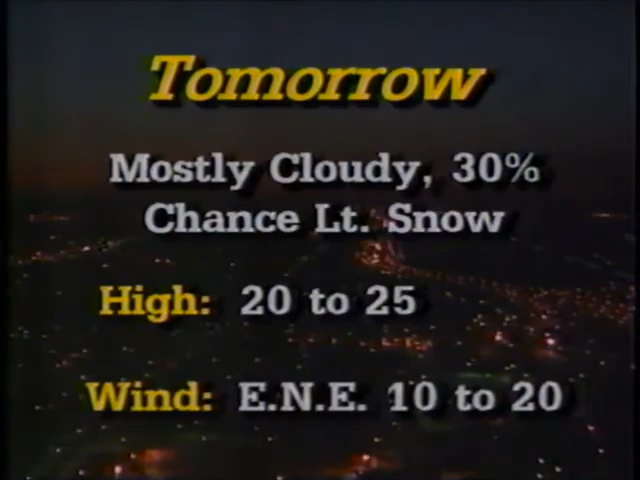 Tomorrow
Mostly Cloudy, 30%
Chance Lt. Snow
High: 20 to 25
Wind: E.N.E. 10 to 20